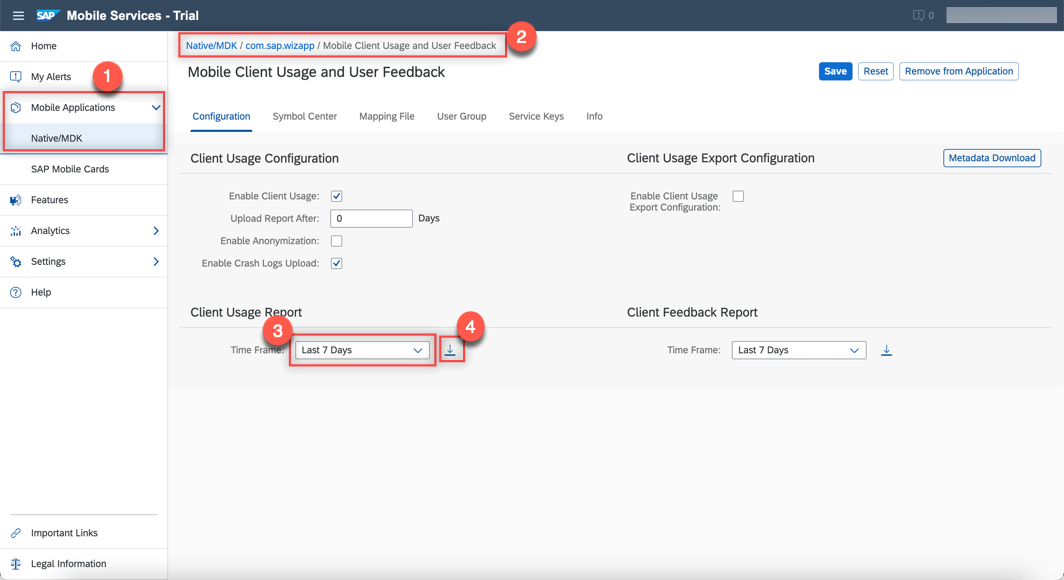 SAP Mobile Services - Trial
0
Home
My Alerts
1
Mobile Applications
Native/MDK
SAP Mobile Cards
Features
Analytics
Settings
Help
Important Links
Legal Information
Native/MDK / com.sap.wizapp / Mobile Client Usage and User Feedback
2
Mobile Client Usage and User Feedback
Save Reset Remove from Application
Configuration Symbol Center Mapping File User Group Service Keys Info
Client Usage Configuration
Enable Client Usage:
Upload Report After: 0 Days
Enable Anonymization:
Enable Crash Logs Upload:
Client Usage Export Configuration Metadata Download
Enable Client Usage
Export Configuration:
Client Usage Report
3
4
Time Frame: Last 7 Days
Client Feedback Report
Time Frame: Last 7 Days